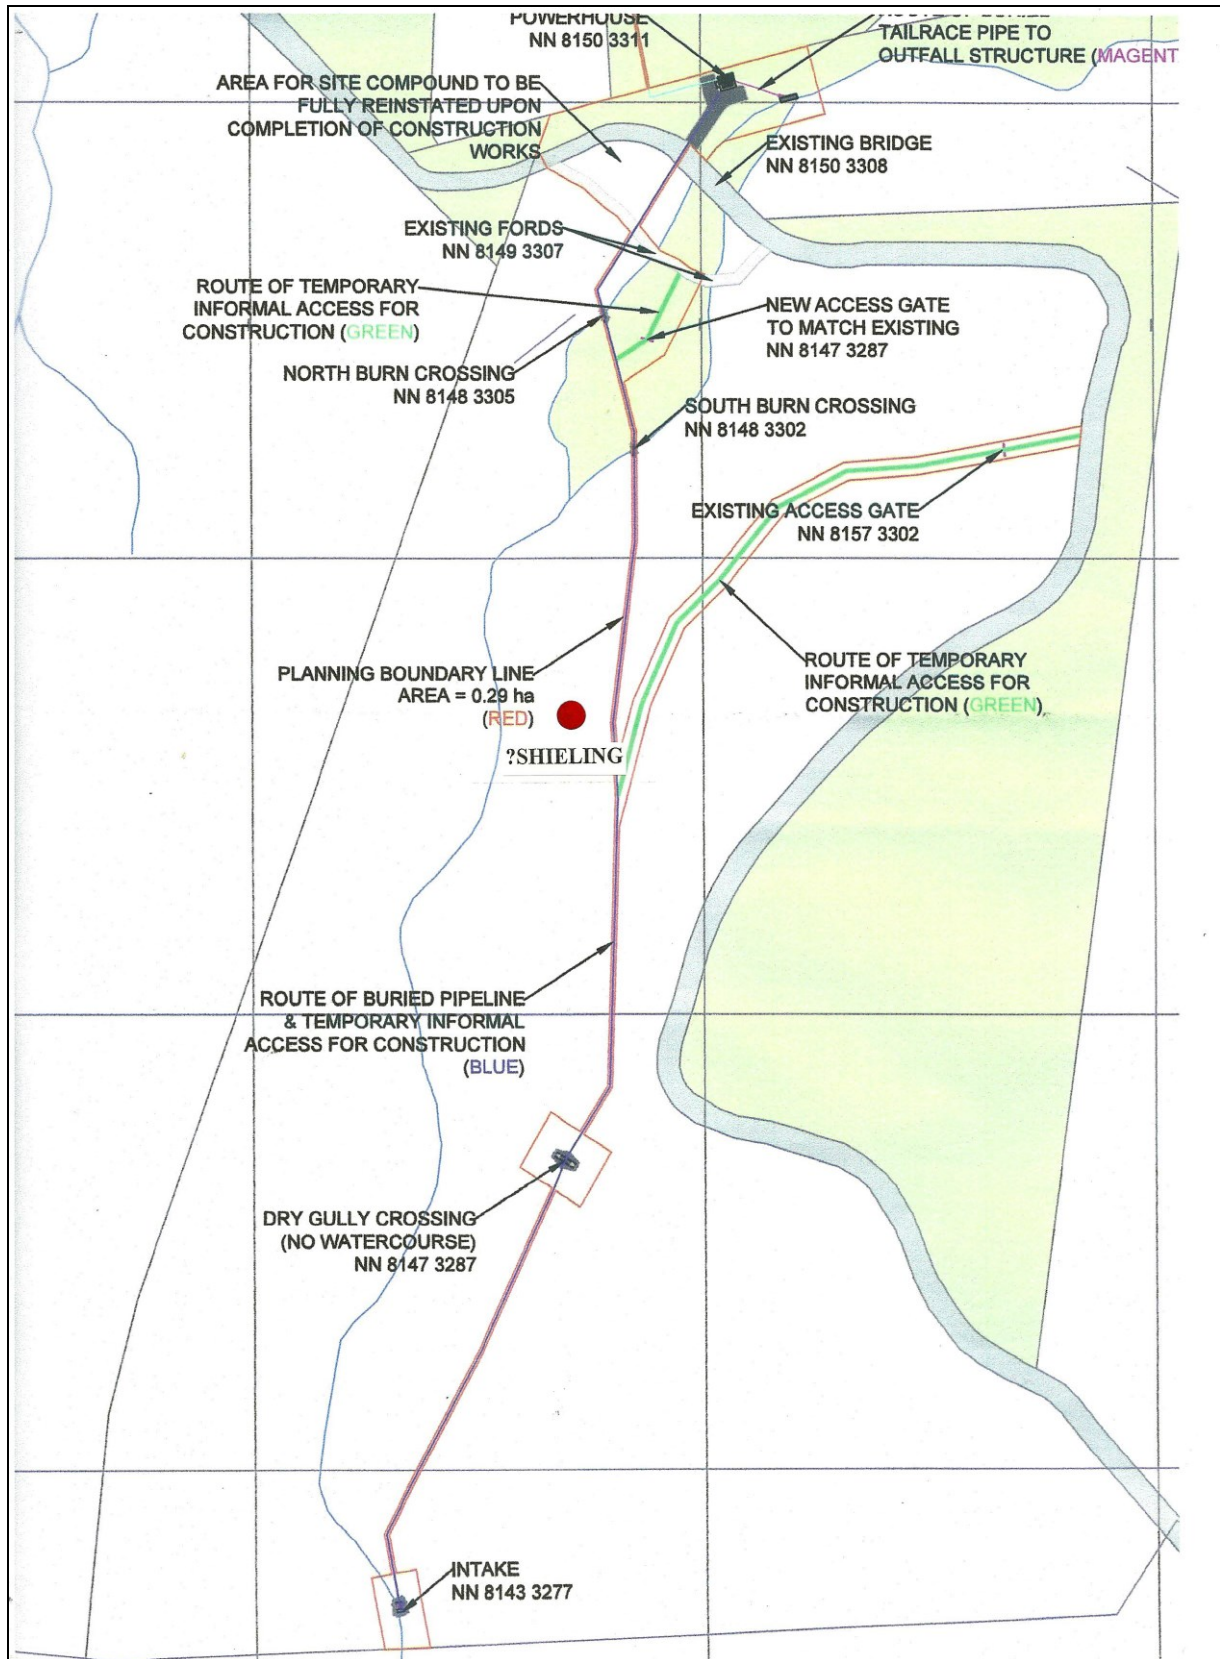 POWERHOUSE
NN 8150 3311
TAILRACE PIPE TO
OUTFALL STRUCTURE (MAGENT
AREA FOR SITE COMPOUND TO BE
FULLY REINSTATED UPON
COMPLETION OF CONSTRUCTION
WORKS
EXISTING BRIDGE
NN 8150 3308
EXISTING FORDS
NN 8149 3307
ROUTE OF TEMPORARY
INFORMAL ACCESS FOR
CONSTRUCTION (GREEN)
NEW ACCESS GATE
TO MATCH EXISTING
NN 8147 3287
NORTH BURN CROSSING
NN 8148 3305
SOUTH BURN CROSSING
NN 8148 3302
EXISTING ACCESS GATE
NN 8157 3302
PLANNING BOUNDARY LINE
AREA = 0.29 ha
(RED)
ROUTE OF TEMPORARY
INFORMAL ACCESS FOR
CONSTRUCTION (GREEN)
?SHIELING
ROUTE OF BURIED PIPELINE
& TEMPORARY INFORMAL
ACCESS FOR CONSTRUCTION
(BLUE)
DRY GULLY CROSSING
(NO WATERCOURSE)
NN 8147 3287
INTAKE
NN 8143 3277